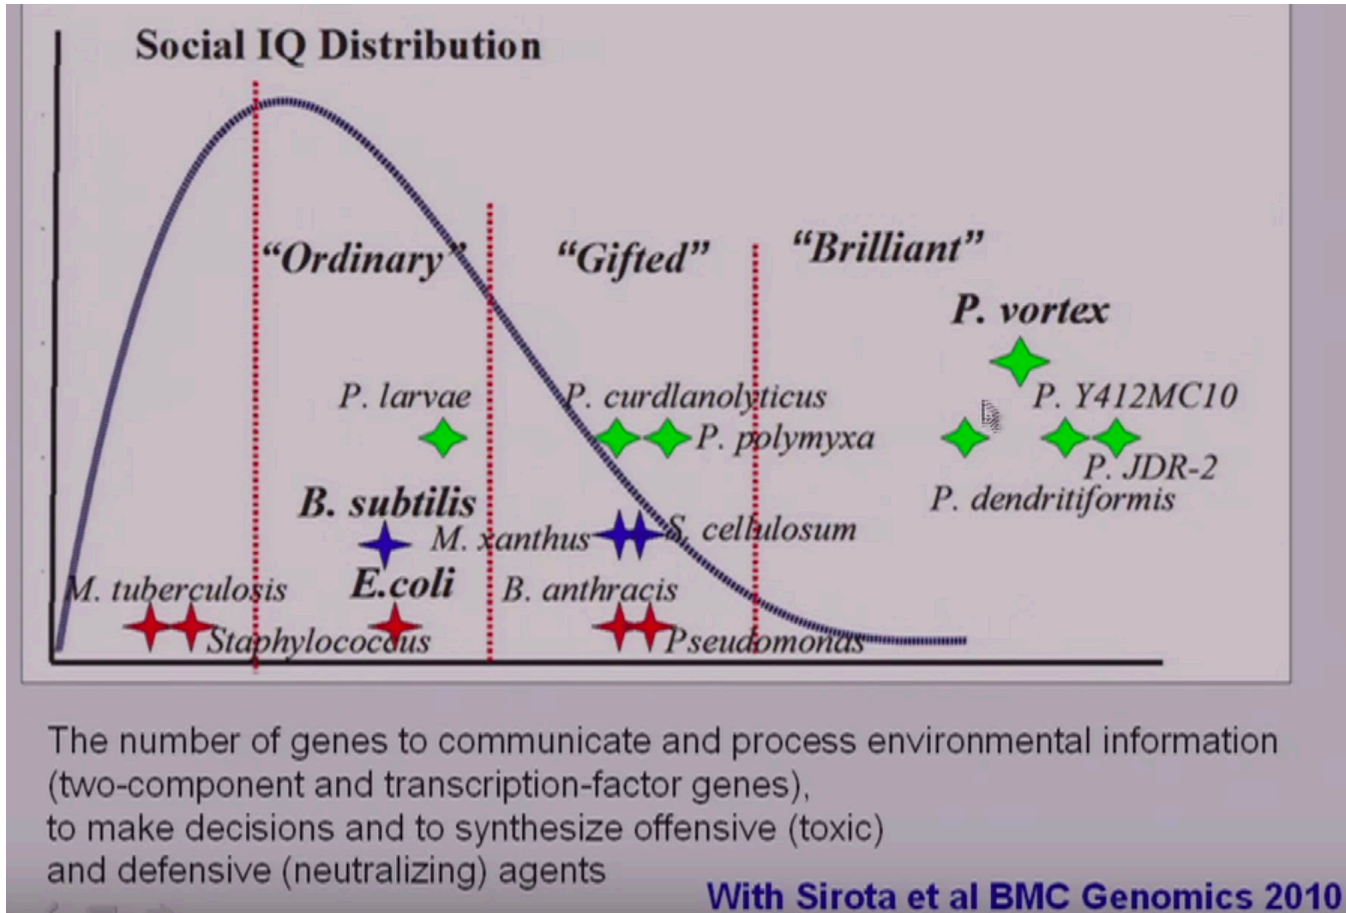 Social IQ Distribution
“Ordinary”
“Gifted”
“Brilliant”
P. vortex
P. larvae
P. curdlanolyticus
P. Y412MC10
P. polymyxa
P. JDR-2
P. dendritiformis
B. subtilis
M. xanthus
S. cellulosum
M. tuberculosis
E.coli
B. anthracis
Staphylococcus
Pseudomonas
The number of genes to communicate and process environmental information
(two-component and transcription-factor genes),
to make decisions and to synthesize offensive (toxic)
and defensive (neutralizing) agents
With Sirota et al BMC Genomics 2010